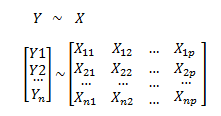 Y ~ X
[Y1 ~ [X11 X12 ... X1p]
Y2 X21 X22 ... X2p
... ... ... ... ...
Yn] Xn1 Xn2 ... Xnp]